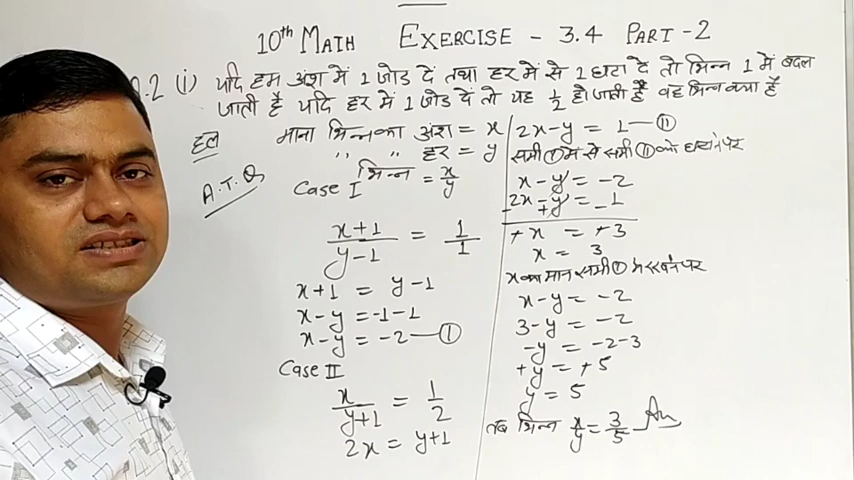 10th MATH EXERCISE - 3.4 PART-2
Q.2 (i) यदि हम अंश में 1 जोड दें तथा हर में से 1 घटा दें तो भिन्न 1 में बदल
जाती है यदि हर में 1 जोड दें तो यह 1/2 हो जाती है वह भिन्न क्या है
हल माना भिन्न का अंश = x
" " हर = y
भिन्न = x/y
A.T.Q
Case I
x+1/y-1 = 1/1
x+1 = y-1
x-y = -1-1
x-y = -2 — (I)
Case II
x/y+1 = 1/2
2x = y+1
2x-y = 1 — (II)
समी (I) में से समी (II) को घटाने पर
x-y = -2
2x-y = 1
- + -
+x = +3
x = 3
x का मान समी (I) में रखने पर
x-y = -2
3-y = -2
-y = -2-3
+y = +5
y = 5
तब भिन्न x/y = 3/5 Ans